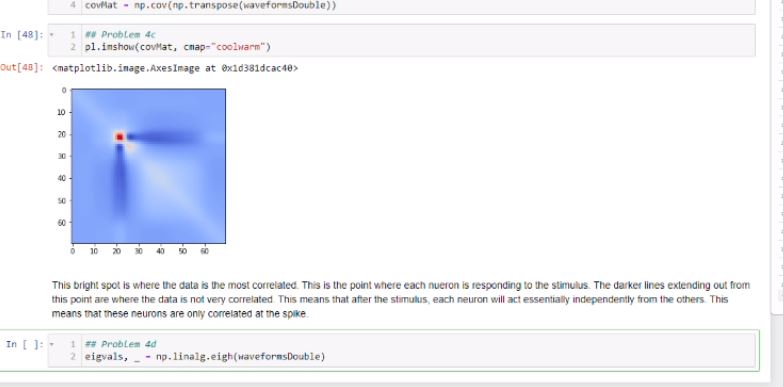 4 covMat = np.cov(np.transpose(waveformsDouble))
In [48]: 1 ## Problem 4c
2 pl.imshow(covMat, cmap="coolwarm")
Out[48]: <matplotlib.image.AxesImage at 0x1d381dcac40>
0
10
20
30
40
50
60
0 10 20 30 40 50 60
This bright spot is where the data is the most correlated. This is the point where each nueron is responding to the stimulus. The darker lines extending out from
this point are where the data is not very correlated. This means that after the stimulus, each neuron will act essentially independently from the others. This
means that these neurons are only correlated at the spike.
In [ ]: 1 ## Problem 4d
2 eigvals, _ = np.linalg.eigh(waveformsDouble)